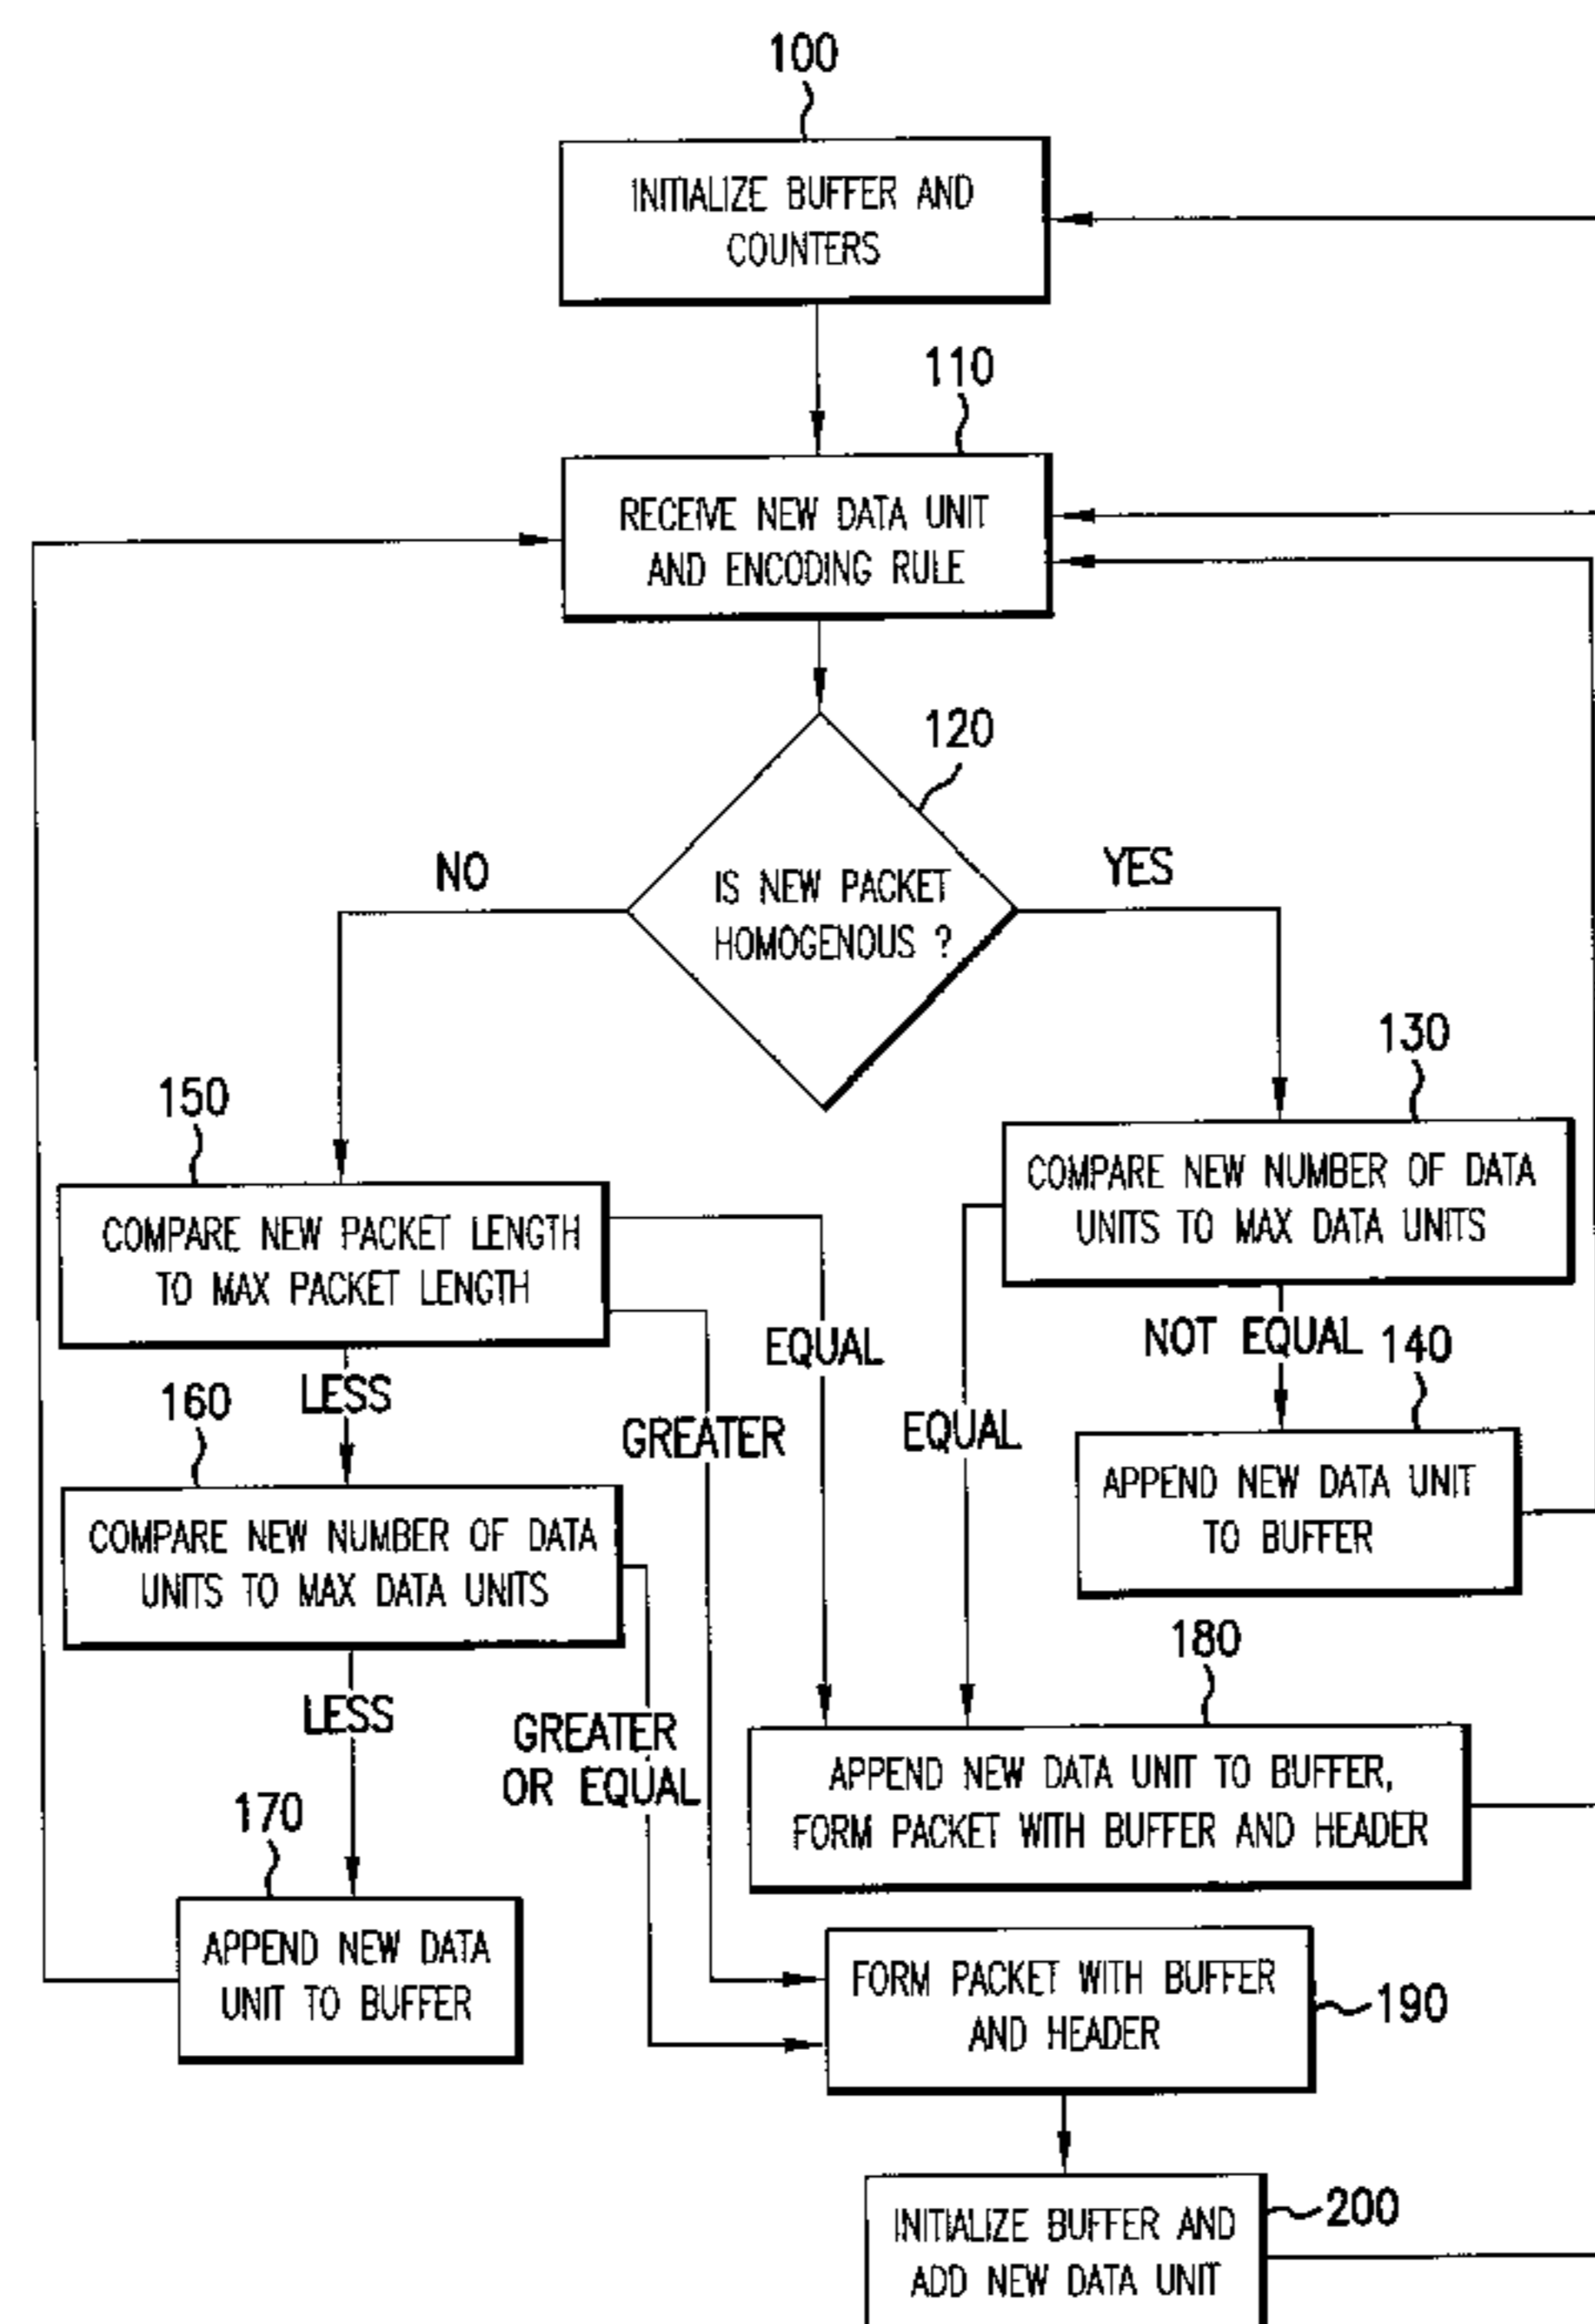 100
INITIALIZE BUFFER AND
COUNTERS
110
RECEIVE NEW DATA UNIT
AND ENCODING RULE
120
NO
YES
IS NEW PACKET
HOMOGENOUS ?
130
150
COMPARE NEW NUMBER OF DATA
UNITS TO MAX DATA UNITS
COMPARE NEW PACKET LENGTH
TO MAX PACKET LENGTH
NOT EQUAL
140
EQUAL
LESS
160
GREATER
EQUAL
APPEND NEW DATA UNIT
TO BUFFER
COMPARE NEW NUMBER OF DATA
UNITS TO MAX DATA UNITS
180
LESS
GREATER
OR EQUAL
APPEND NEW DATA UNIT TO BUFFER,
FORM PACKET WITH BUFFER AND HEADER
170
APPEND NEW DATA
UNIT TO BUFFER
FORM PACKET WITH BUFFER
AND HEADER
190
200
INITIALIZE BUFFER AND
ADD NEW DATA UNIT